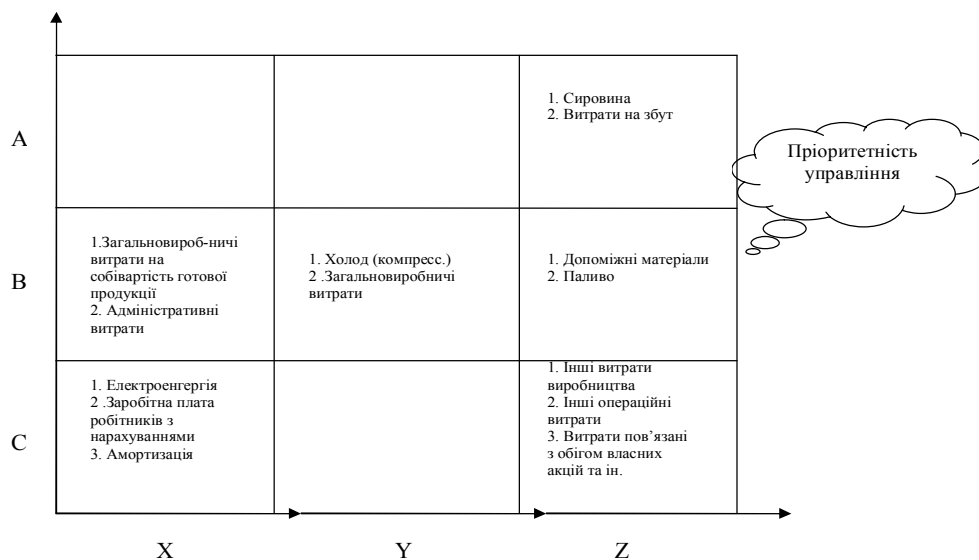 A
1. Сировина
2. Витрати на збут
Пріоритетність
управління
B
1.Загальновироб-ничі
витрати на
собівартість готової
продукції
2. Адміністративні
витрати
1. Холод (компресс.)
2 .Загальновиробничі
витрати
1. Допоміжні матеріали
2. Паливо
C
1. Електроенгергія
2 .Заробітна плата
робітників з
нарахуваннями
3. Амортизація
1. Інші витрати
виробництва
2. Інші операційні
витрати
3. Витрати пов’язані
з обігом власних
акцій та ін.
X
Y
Z